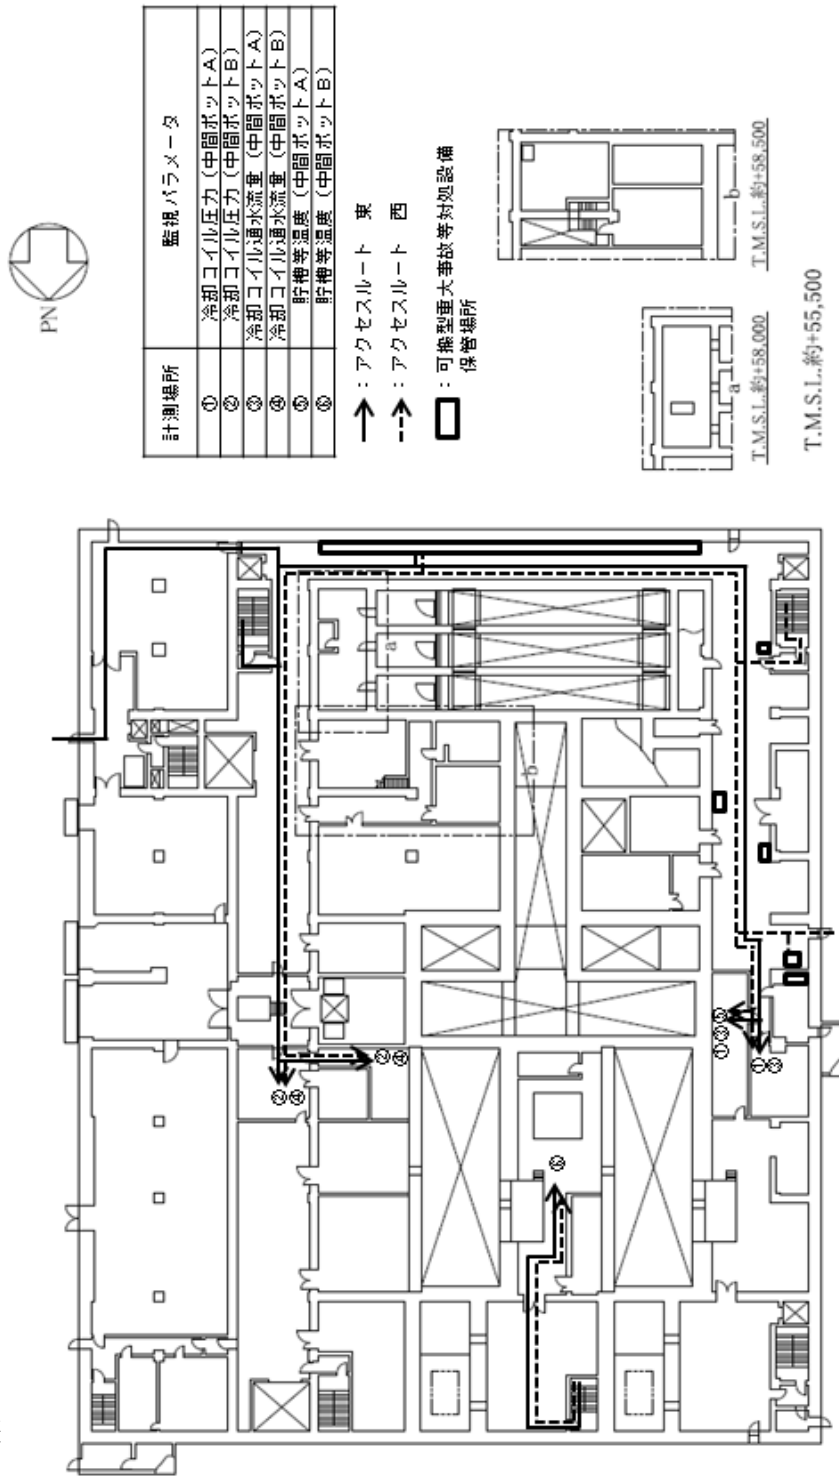 PN
計測場所 監視パラメータ
① 冷却コイル圧力（中間ポットA）
② 冷却コイル圧力（中間ポットB）
③ 冷却コイル通水流量（中間ポットA）
④ 冷却コイル通水流量（中間ポットB）
⑤ 貯槽等温度（中間ポットA）
⑥ 貯槽等温度（中間ポットB）
：アクセスルート 東
：アクセスルート 西
：可搬型重大事故等対処設備
保管場所
a
T.M.S.L.約+58,000
b
T.M.S.L.約+58,500
T.M.S.L.約+55,500
a
b
②
④
②④
⑥
①③⑤
①
③